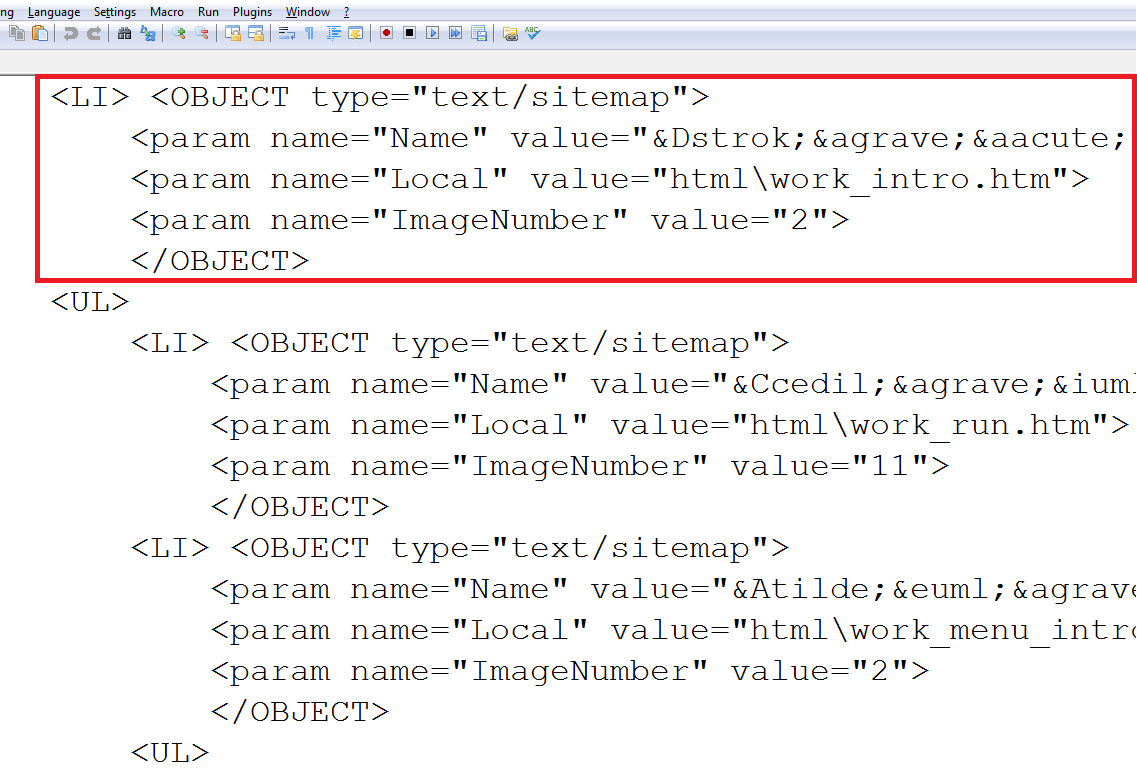 Language Settings Macro Run Plugins Window ?
<LI> <OBJECT type="text/sitemap">
<param name="Name" value="&Dstrok;&agrave;&aacute;
<param name="Local" value="html\work_intro.htm">
<param name="ImageNumber" value="2">
</OBJECT>
<UL>
<LI> <OBJECT type="text/sitemap">
<param name="Name" value="&Ccedil;&agrave;&iuml
<param name="Local" value="html\work_run.htm">
<param name="ImageNumber" value="11">
</OBJECT>
<LI> <OBJECT type="text/sitemap">
<param name="Name" value="&Atilde;&euml;&agrave
<param name="Local" value="html\work_menu_intro
<param name="ImageNumber" value="2">
</OBJECT>
<UL>